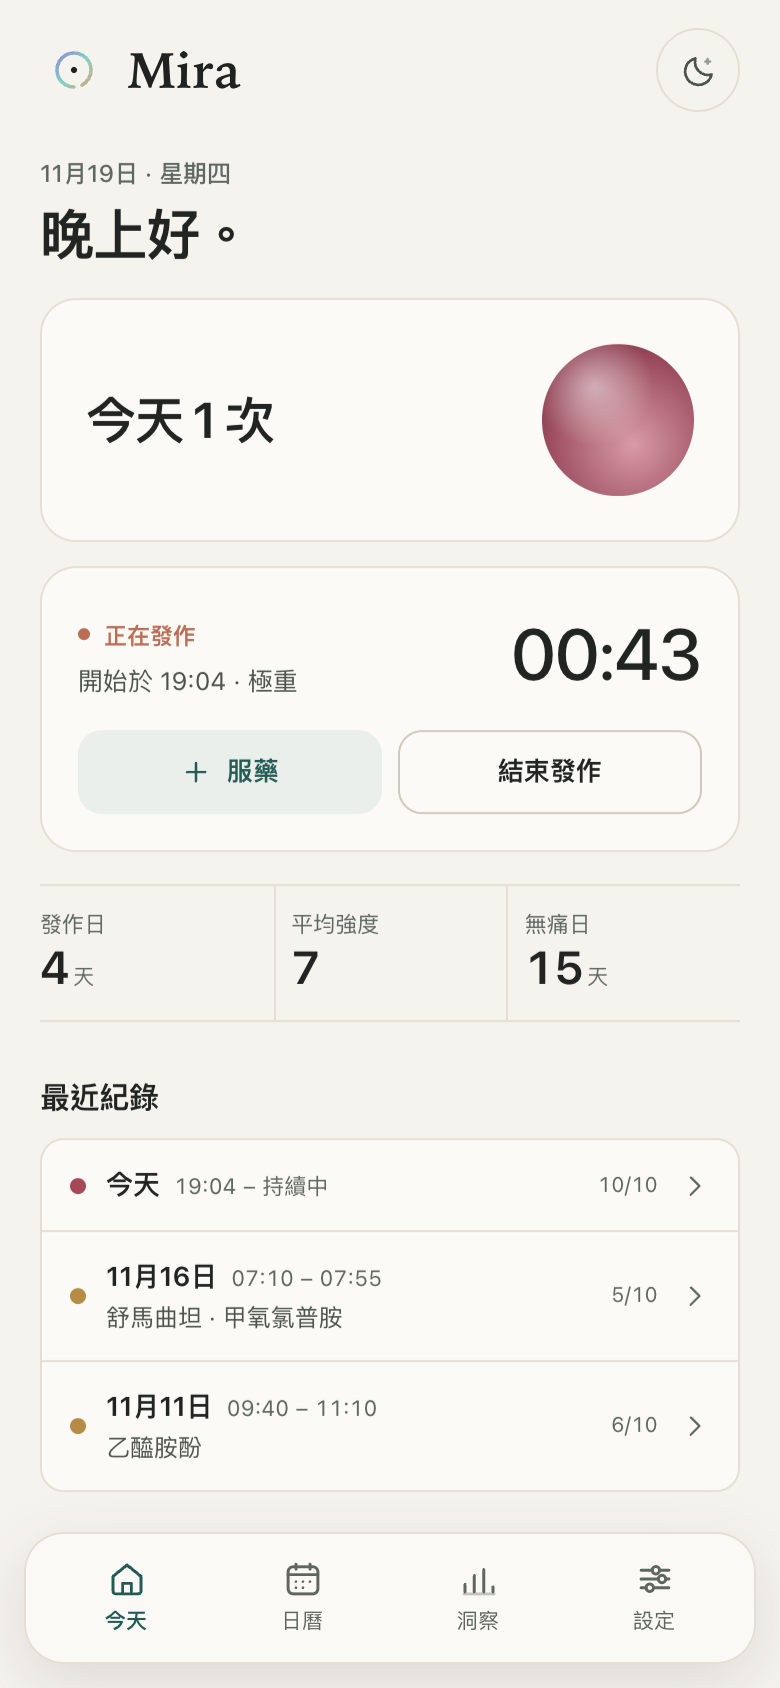 Mira
11月19日 · 星期四
晚上好。
今天 1 次
正在發作
00:43
開始於 19:04 · 極重
服藥
結束發作
發作日
平均強度
無痛日
4天
7
15天
最近紀錄
今天 19:04 – 持續中
10/10
11月16日 07:10 – 07:55
舒馬曲坦 · 甲氧氯普胺
5/10
11月11日 09:40 – 11:10
乙醯胺酚
6/10
今天
日曆
洞察
設定